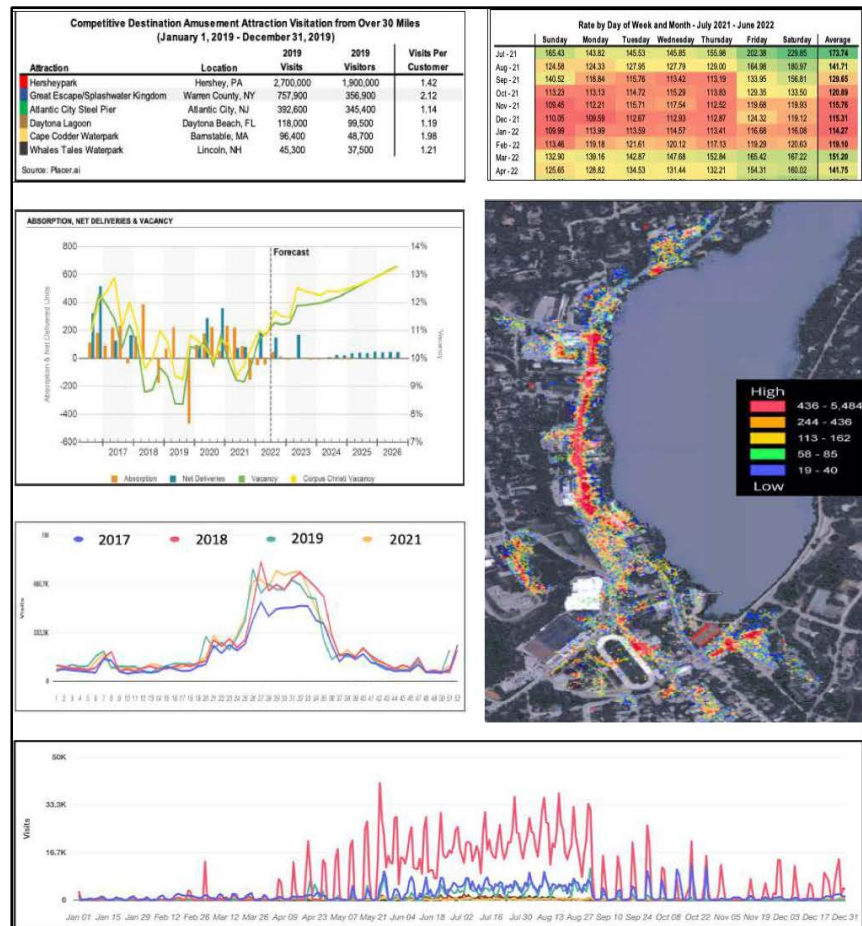 Competitive Destination Amusement Attraction Visitation from Over 30 Miles
(January 1, 2019 - December 31, 2019)
2019 2019 Visits Per
Attraction Location Visits Visitors Customer
Hersheypark Hershey, PA 2,700,000 1,900,000 1.42
Great Escape/Splashwater Kingdom Warren County, NY 757,900 356,900 2.12
Atlantic City Steel Pier Atlantic City, NJ 392,600 345,400 1.14
Daytona Lagoon Daytona Beach, FL 118,000 99,500 1.19
Cape Codder Waterpark Barnstable, MA 96,400 48,700 1.98
Whales Tales Waterpark Lincoln, NH 45,300 37,500 1.21
Source: Placer.ai
Rate by Day of Week and Month - July 2021 - June 2022
Sunday Monday Tuesday Wednesday Thursday Friday Saturday Average
Jul - 21 165.43 143.82 145.53 145.85 155.98 202.38 229.85 173.74
Aug - 21 124.58 124.33 127.95 127.79 129.00 164.98 180.97 141.71
Sep - 21 140.52 118.84 115.76 113.42 113.19 133.95 156.81 129.65
Oct - 21 113.23 113.13 114.72 115.29 113.83 129.35 133.50 120.89
Nov - 21 109.45 112.21 115.71 117.54 112.52 119.68 119.93 115.76
Dec - 21 110.05 109.59 112.67 112.93 112.87 124.32 119.12 115.31
Jan - 22 109.99 113.99 113.59 114.57 113.41 116.68 116.08 114.27
Feb - 22 113.46 119.18 121.61 120.12 117.13 119.29 120.63 119.10
Mar - 22 132.90 139.16 142.87 147.68 152.84 165.42 167.22 151.20
Apr - 22 125.65 128.82 134.53 131.44 132.21 154.31 160.02 141.75
ABSORPTION, NET DELIVERIES & VACANCY
Forecast
800 14%
600 13%
400 12%
200 11%
0 10%
-200 9%
-400 8%
-600 7%
Absorption & Net Delivered Units
Vacancy
2017 2018 2019 2020 2021 2022 2023 2024 2025 2026
Absorption Net Deliveries Vacancy Corpus Christi Vacancy
High
436 - 5,484
244 - 436
113 - 162
58 - 85
19 - 40
Low
2017 2018 2019 2021
1M
666.7K
333.3K
0
Visits
1 2 3 4 5 6 7 8 9 10 11 12 13 14 15 16 17 18 19 20 21 22 23 24 25 26 27 28 29 30 31 32 33 34 35 36 37 38 39 40 41 42 43 44 45 46 47 48 49 50 51 52
50K
33.3K
16.7K
0
Visits
Jan 01 Jan 15 Jan 29 Feb 12 Feb 26 Mar 12 Mar 26 Apr 09 Apr 23 May 07 May 21 Jun 04 Jun 18 Jul 02 Jul 16 Jul 30 Aug 13 Aug 27 Sep 10 Sep 24 Oct 08 Oct 22 Nov 05 Nov 19 Dec 03 Dec 17 Dec 31